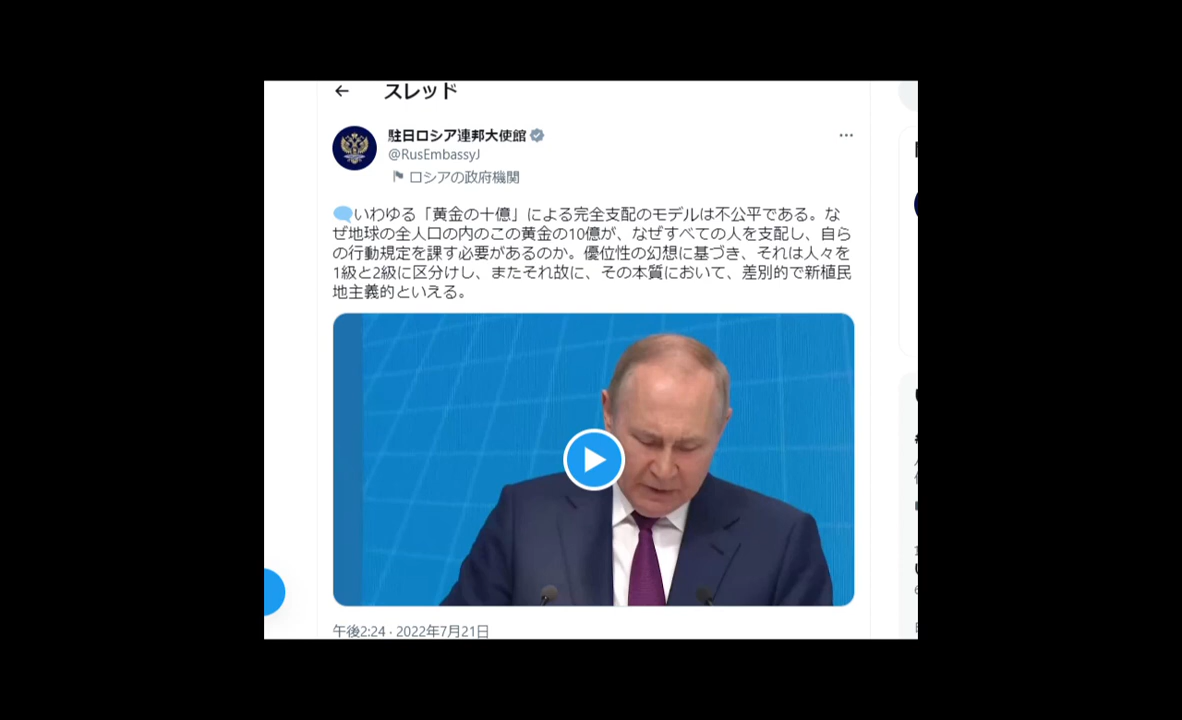 スレッド
駐日ロシア連邦大使館
@RusEmbassyJ
ロシアの政府機関
いわゆる「黄金の十億」による完全支配のモデルは不公平である。な
ぜ地球の全人口の内のこの黄金の10億が、なぜすべての人を支配し、自ら
の行動規定を課す必要があるのか。優位性の幻想に基づき、それは人々を
1級と2級に区分けし、またそれ故に、その本質において、差別的で新植民
地主義的といえる。
午後2:24 · 2022年7月21日